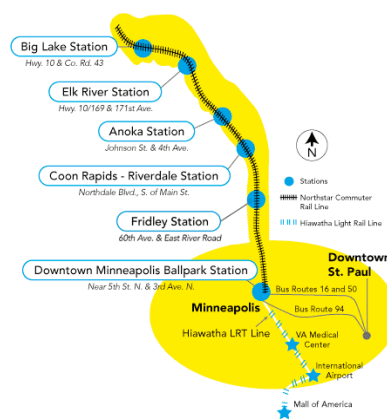 Big Lake Station
Hwy. 10 & Co. Rd. 43
Elk River Station
Hwy. 10/169 & 171st Ave.
Anoka Station
Johnson St. & 4th Ave.
Coon Rapids - Riverdale Station
Northdale Blvd., S. of Main St.
Fridley Station
60th Ave. & East River Road
Downtown Minneapolis Ballpark Station
Near 5th St. N. & 3rd Ave. N.
N
Stations
Northstar Commuter
Rail Line
Hiawatha Light Rail Line
Downtown
St. Paul
Bus Routes 16 and 50
Minneapolis
Bus Route 94
Hiawatha LRT Line
VA Medical
Center
International
Airport
Mall of America